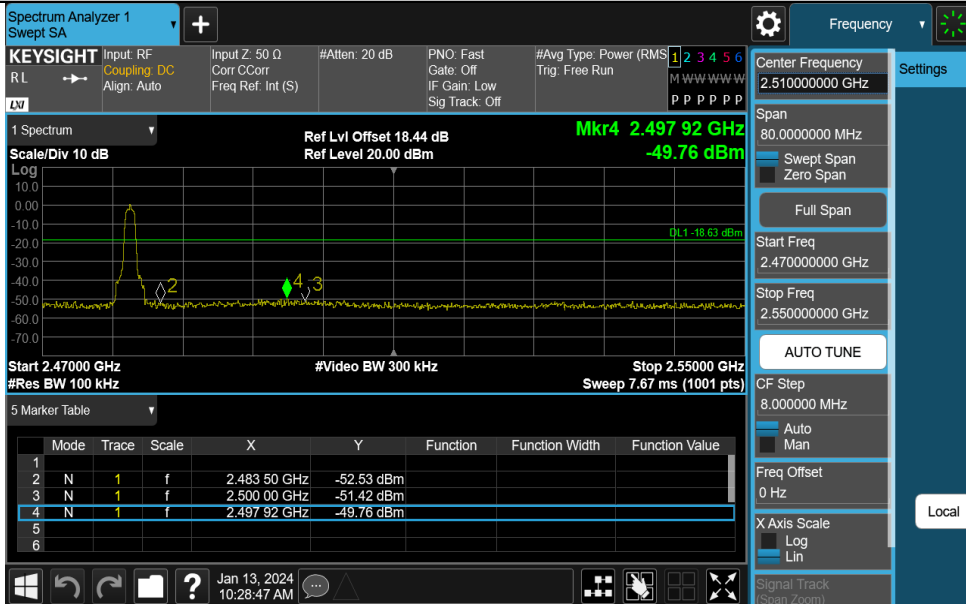 Spectrum Analyzer 1
Swept SA
+
Frequency
KEYSIGHT
RL
LXI
Input: RF
Coupling: DC
Align: Auto
Input Z: 50 Ω
Corr CCorr
Freq Ref: Int (S)
#Atten: 20 dB
PNO: Fast
Gate: Off
IF Gain: Low
Sig Track: Off
#Avg Type: Power (RMS
Trig: Free Run
1 2 3 4 5 6
M W W W W W
P P P P P P
1 Spectrum
Scale/Div 10 dB
Ref Lvl Offset 18.44 dB
Ref Level 20.00 dBm
Mkr4 2.497 92 GHz
-49.76 dBm
Log
10.0
0.00
-10.0
-20.0
-30.0
-40.0
-50.0
-60.0
-70.0
DL1 -18.63 dBm
2
4
3
Start 2.47000 GHz
#Video BW 300 kHz
Stop 2.55000 GHz
#Res BW 100 kHz
Sweep 7.67 ms (1001 pts)
5 Marker Table
Mode Trace Scale X Y Function Function Width Function Value
1
2 N 1 f 2.483 50 GHz -52.53 dBm
3 N 1 f 2.500 00 GHz -51.42 dBm
4 N 1 f 2.497 92 GHz -49.76 dBm
5
6
?
Jan 13, 2024
10:28:47 AM
Center Frequency
2.510000000 GHz
Span
80.0000000 MHz
Swept Span
Zero Span
Full Span
Start Freq
2.470000000 GHz
Stop Freq
2.550000000 GHz
AUTO TUNE
CF Step
8.000000 MHz
Auto
Man
Freq Offset
0 Hz
X Axis Scale
Log
Lin
Signal Track
(Span Zoom)
Settings
Local